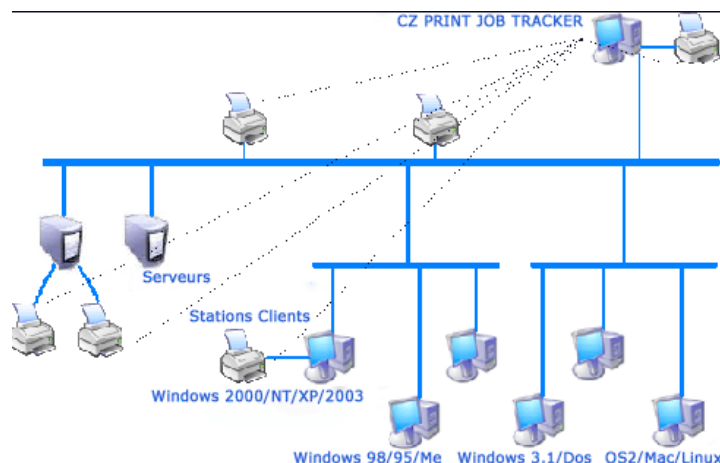 CZ PRINT JOB TRACKER
Serveurs
Stations Clients
Windows 2000/NT/XP/2003
Windows 98/95/Me
Windows 3.1/Dos
OS2/Mac/Linux